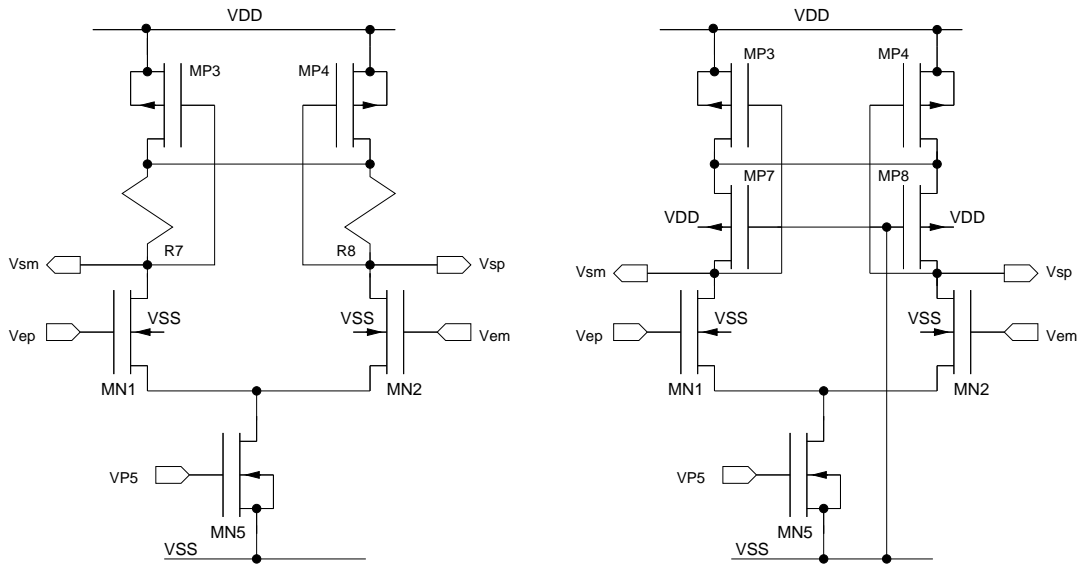 VDD
MP3
MP4
R7
R8
Vsm
Vsp
VSS
VSS
Vep
Vem
MN1
MN2
VP5
MN5
VSS
VDD
MP3
MP4
MP7
MP8
VDD
VDD
Vsm
Vsp
VSS
VSS
Vep
Vem
MN1
MN2
VP5
MN5
VSS